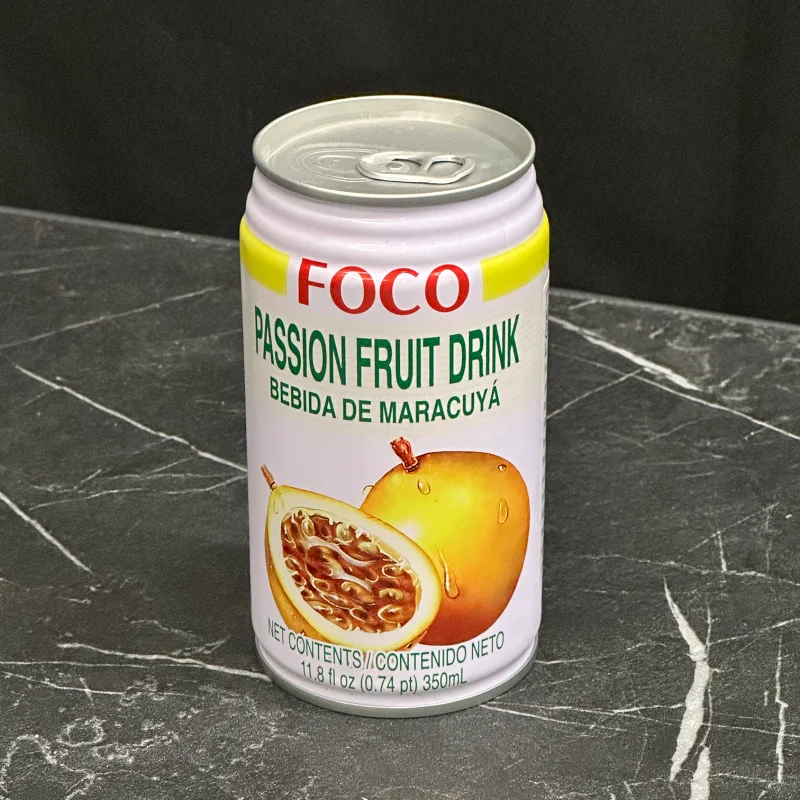 FOCO
PASSION FRUIT DRINK
BEBIDA DE MARACUYÁ
NET CONTENTS / CONTENIDO NETO
11.8 fl oz (0.74 pt) 350mL